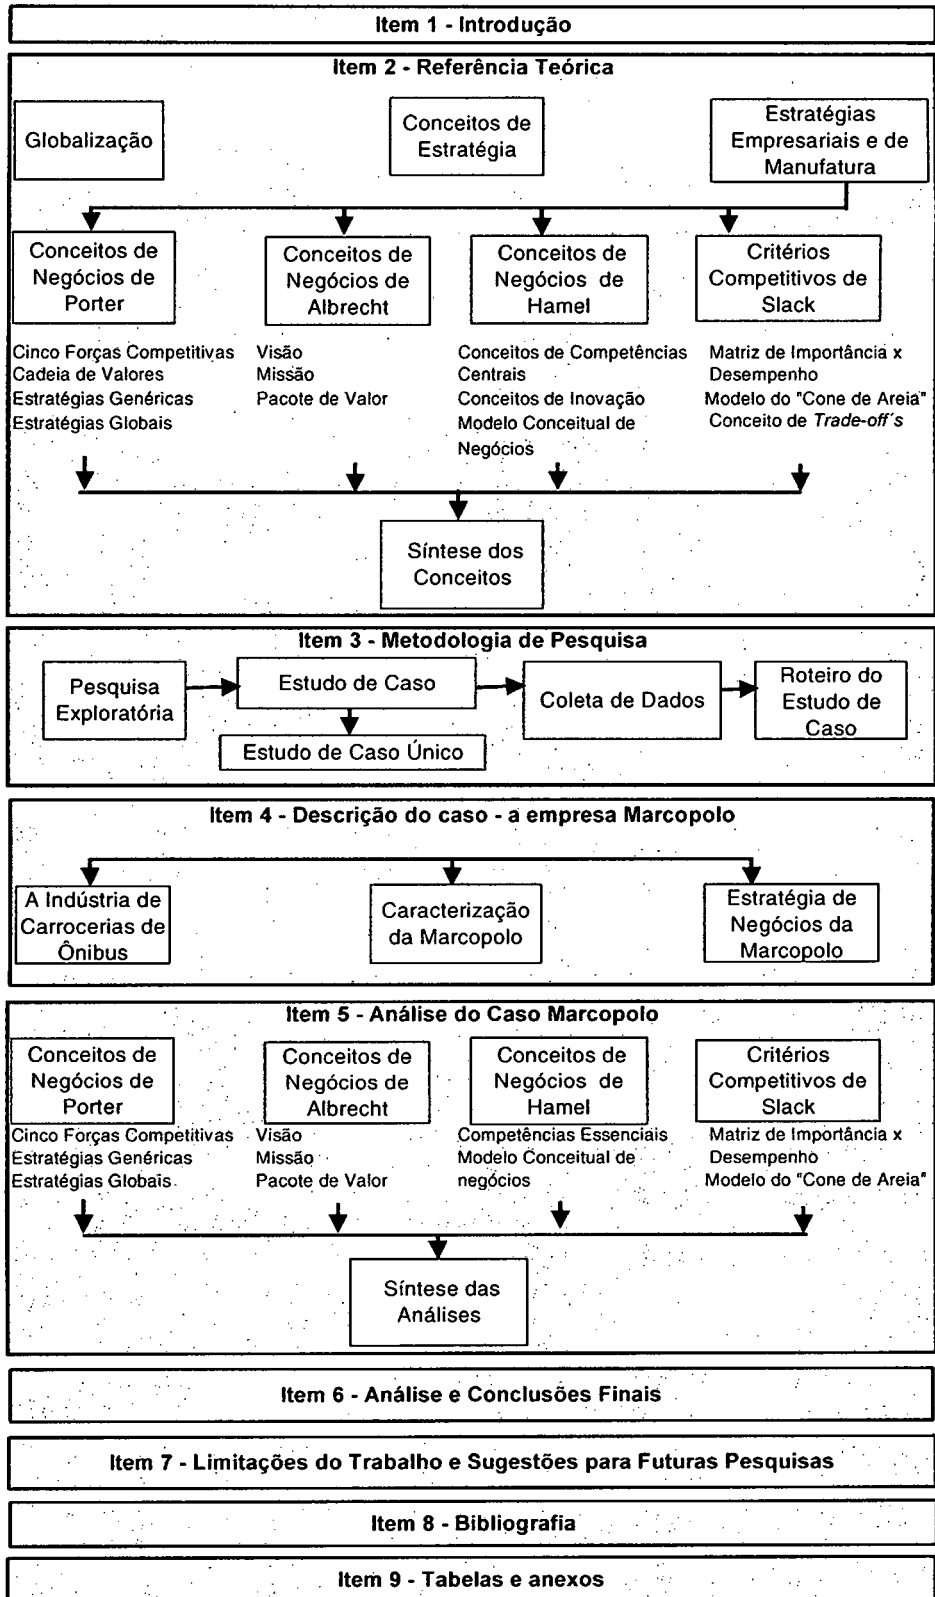 Item 1 - Introdução
Item 2 - Referência Teórica
Globalização
Conceitos de
Estratégia
Estratégias
Empresariais e de
Manufatura
Conceitos de
Negócios de
Porter
Conceitos de
Negócios de
Albrecht
Conceitos de
Negócios de
Hamel
Critérios
Competitivos de
Slack
Cinco Forças Competitivas
Cadeia de Valores
Estratégias Genéricas
Estratégias Globais
Visão
Missão
Pacote de Valor
Conceitos de Competências
Centrais
Conceitos de Inovação
Modelo Conceitual de
Negócios
Matriz de Importância x
Desempenho
Modelo do "Cone de Areia"
Conceito de Trade-off´s
Síntese dos
Conceitos
Item 3 - Metodologia de Pesquisa
Pesquisa
Exploratória
Estudo de Caso
Estudo de Caso Único
Coleta de Dados
Roteiro do
Estudo de
Caso
Item 4 - Descrição do caso - a empresa Marcopolo
A Indústria de
Carrocerias de
Ônibus
Caracterização
da Marcopolo
Estratégia de
Negócios da
Marcopolo
Item 5 - Análise do Caso Marcopolo
Conceitos de
Negócios de
Porter
Conceitos de
Negócios de
Albrecht
Conceitos de
Negócios de
Hamel
Critérios
Competitivos de
Slack
Cinco Forças Competitivas
Estratégias Genéricas
Estratégias Globais
Visão
Missão
Pacote de Valor
Competências Essenciais
Modelo Conceitual de
negócios
Matriz de Importância x
Desempenho
Modelo do "Cone de Areia"
Síntese das
Análises
Item 6 - Análise e Conclusões Finais
Item 7 - Limitações do Trabalho e Sugestões para Futuras Pesquisas
Item 8 - Bibliografia
Item 9 - Tabelas e anexos